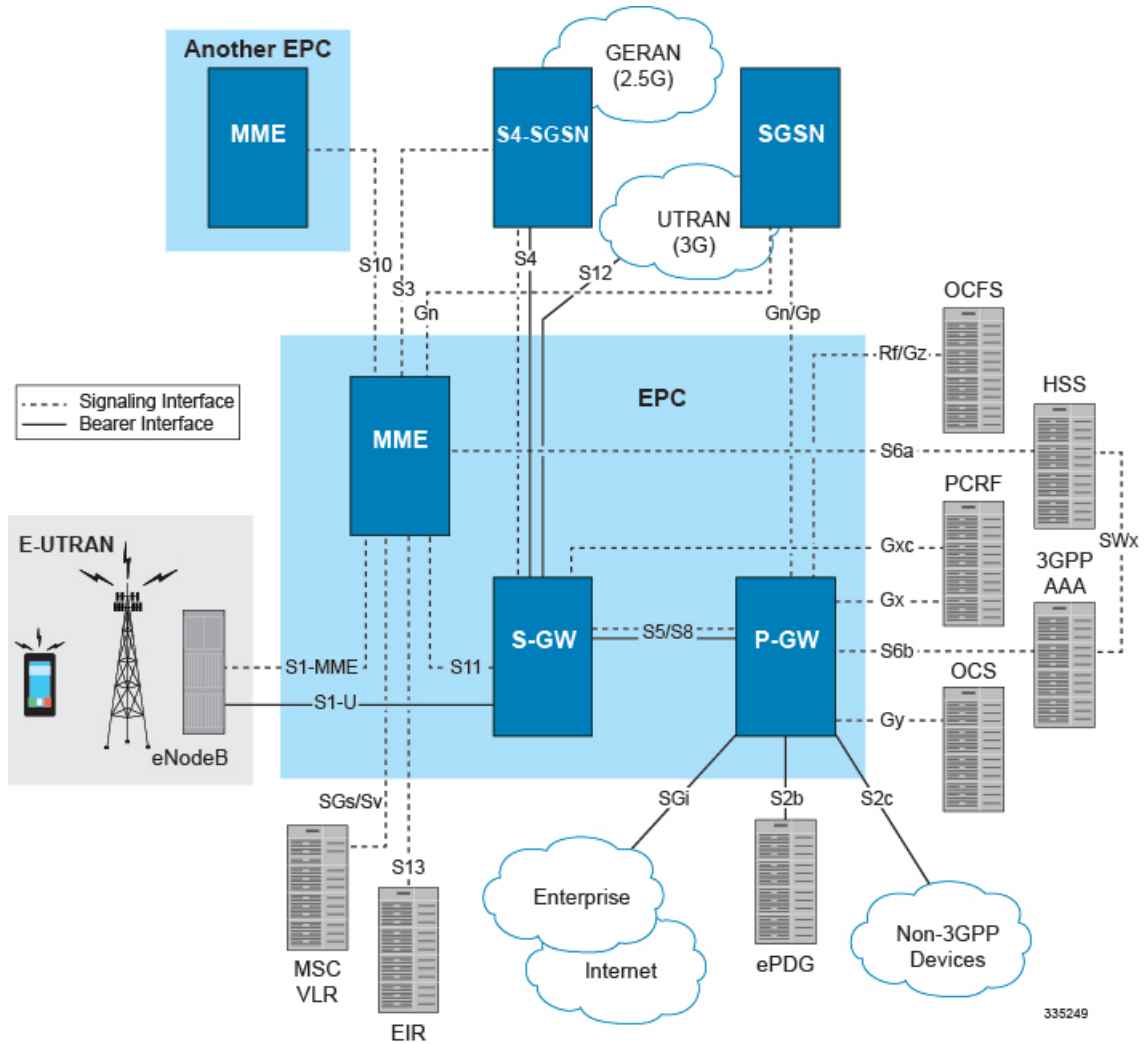 Another EPC
MME
GERAN
(2.5G)
S4-SGSN
SGSN
UTRAN
(3G)
S10
S3
Gn
S4
S12
Gn/Gp
OCFS
Rf/Gz
HSS
Signaling Interface
Bearer Interface
EPC
MME
S6a
PCRF
Gxc
SWx
3GPP
AAA
E-UTRAN
Gx
S-GW
S5/S8
P-GW
S6b
S1-MME
S11
OCS
S1-U
Gy
eNodeB
SGs/Sv
SGi
S2b
S2c
S13
Enterprise
Internet
MSC
VLR
EIR
ePDG
Non-3GPP
Devices
335249